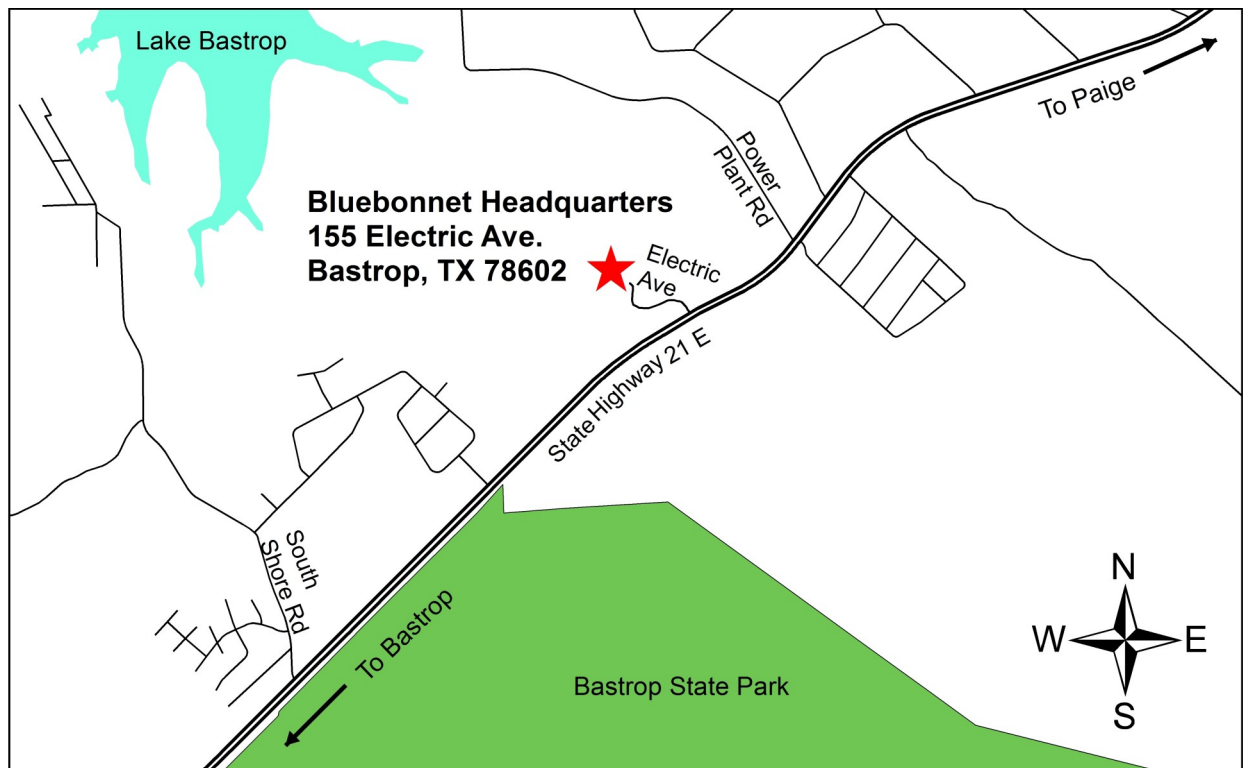 Lake Bastrop
To Paige
Power
Plant Rd
Bluebonnet Headquarters
155 Electric Ave.
Bastrop, TX 78602
Electric
Ave
State Highway 21 E
South
Shore Rd
To Bastrop
Bastrop State Park
N
W E
S